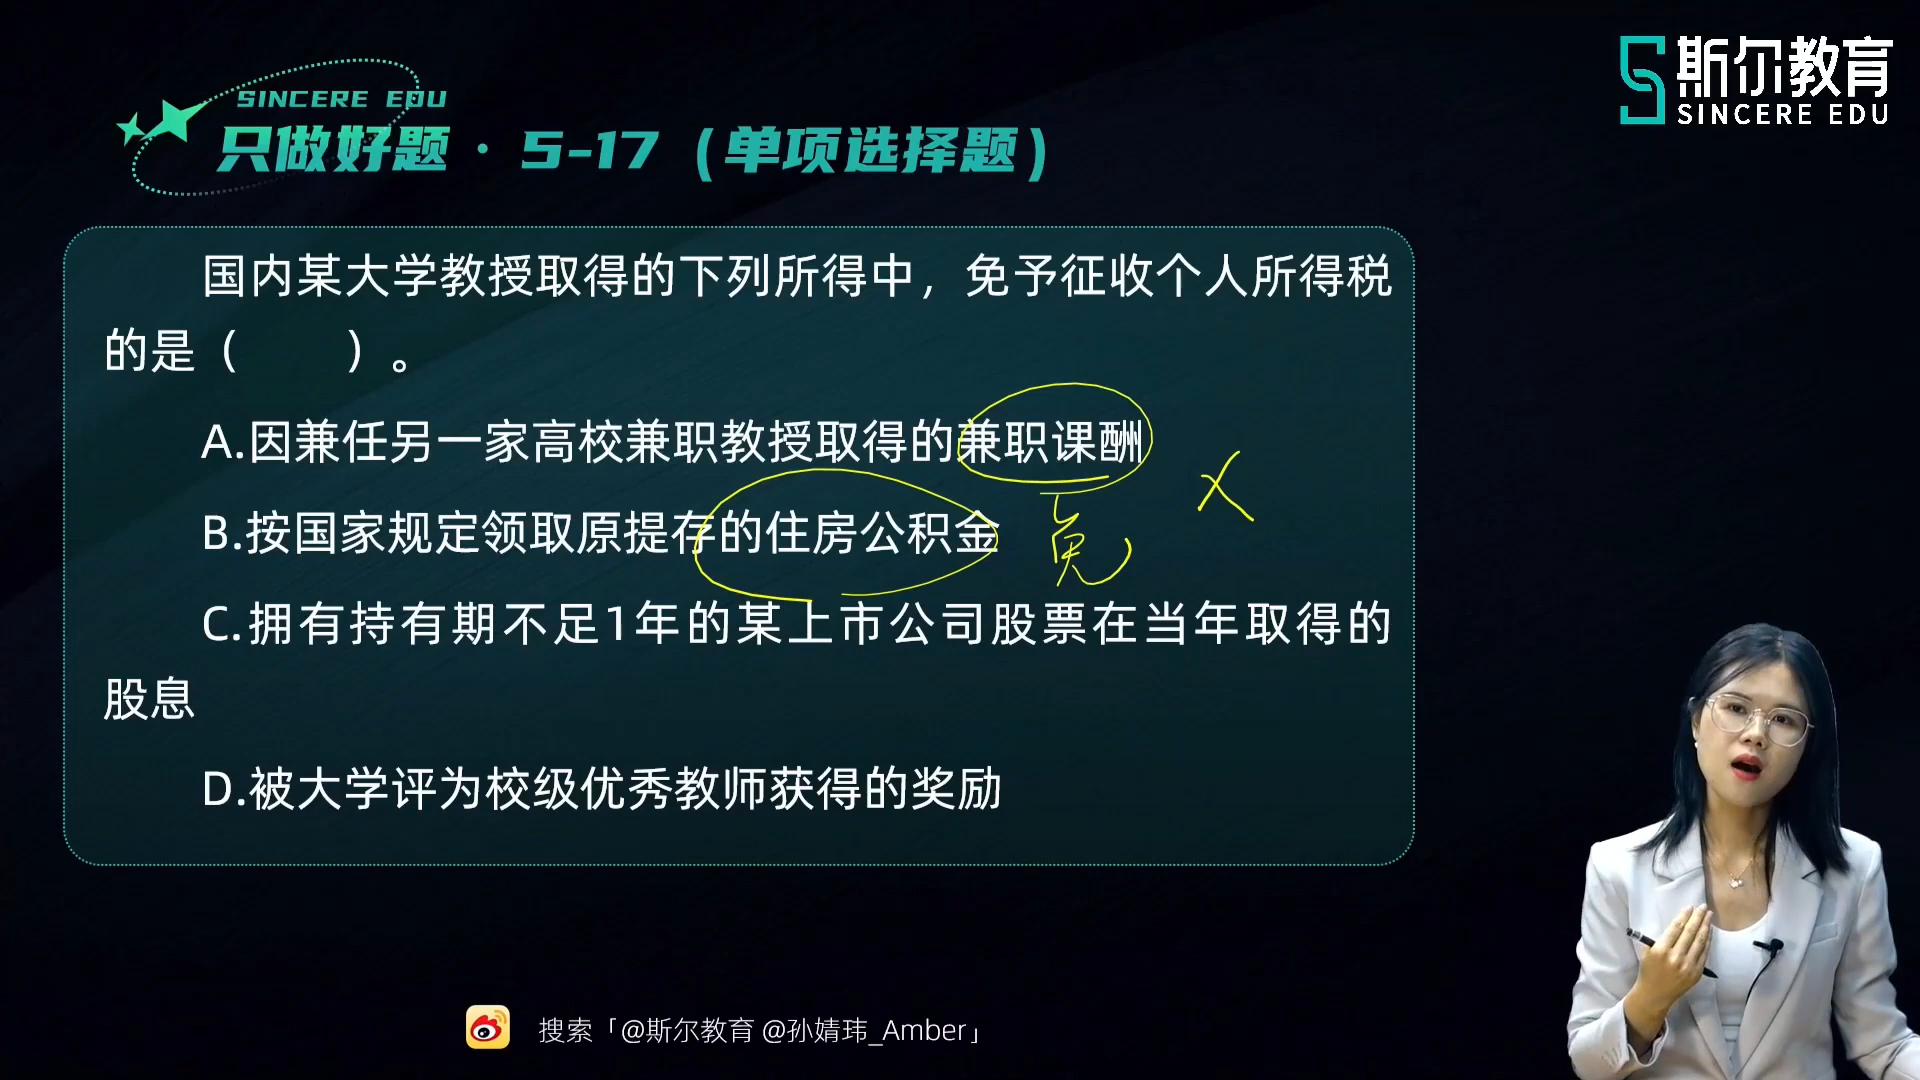 SINCERE EDU
只做好题·5-17（单项选择题）
斯尔教育
SINCERE EDU
国内某大学教授取得的下列所得中，免予征收个人所得税
的是（　　）。
A.因兼任另一家高校兼职教授取得的兼职课酬
B.按国家规定领取原提存的住房公积金
免
C.拥有持有期不足1年的某上市公司股票在当年取得的
股息
D.被大学评为校级优秀教师获得的奖励
搜索「@斯尔教育 @孙婧玮_Amber」